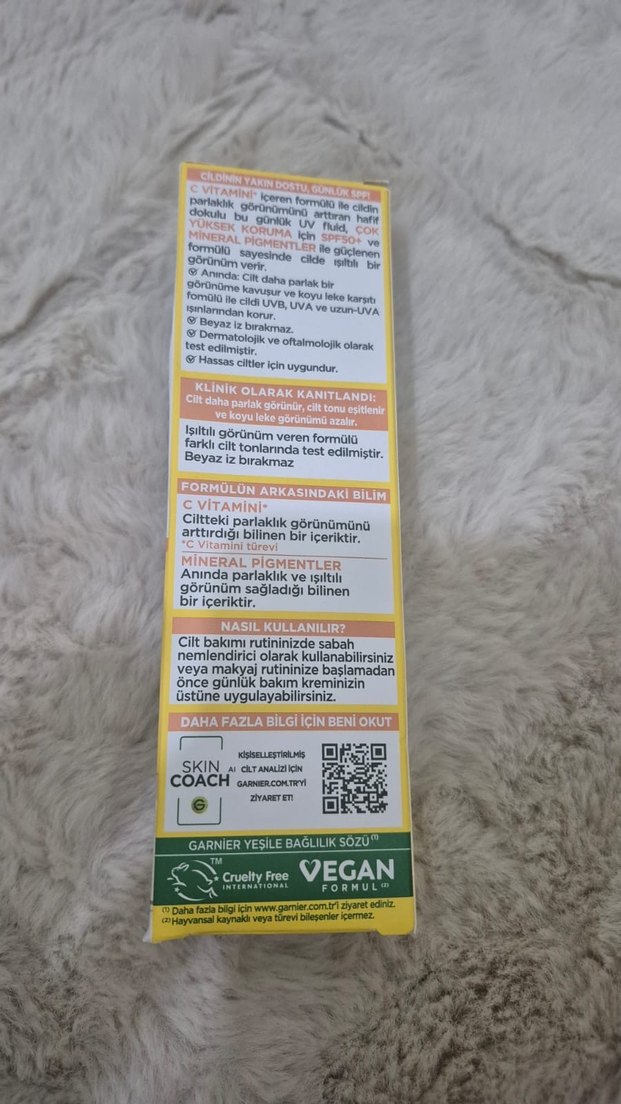 CİLDİNİN YAKIN DOSTU, GÜNLÜK SPF!
C VİTAMİNİ* içeren formülü ile cildin
parlaklık görünümünü arttıran hafif
dokulu bu günlük UV fluid, ÇOK
YÜKSEK KORUMA için SPF50+ ve
MİNERAL PİGMENTLER ile güçlenen
formülü sayesinde cilde ışıltılı bir
görünüm verir.
Anında: Cilt daha parlak bir
görünüme kavuşur ve koyu leke karşıtı
fomülü ile cildi UVB, UVA ve uzun-UVA
ışınlarından korur.
Beyaz iz bırakmaz.
Dermatolojik ve oftalmolojik olarak
test edilmiştir.
Hassas ciltler için uygundur.
KLİNİK OLARAK KANITLANDI:
Cilt daha parlak görünür, cilt tonu eşitlenir
ve koyu leke görünümü azalır.
Işıltılı görünüm veren formülü
farklı cilt tonlarında test edilmiştir.
Beyaz iz bırakmaz
FORMÜLÜN ARKASINDAKİ BİLİM
C VİTAMİNİ*
Ciltteki parlaklık görünümünü
arttırdığı bilinen bir içeriktir.
*C Vitamini türevi
MİNERAL PİGMENTLER
Anında parlaklık ve ışıltılı
görünüm sağladığı bilinen
bir içeriktir.
NASIL KULLANILIR?
Cilt bakımı rutininizde sabah
nemlendirici olarak kullanabilirsiniz
veya makyaj rutininize başlamadan
önce günlük bakım kreminizin
üstüne uygulayabilirsiniz.
DAHA FAZLA BİLGİ İÇİN BENİ OKUT
SKIN
COACH AI
G
KİŞİSELLEŞTİRİLMİŞ
CİLT ANALİZİ İÇİN
GARNIER.COM.TR'Yİ
ZİYARET ET!
GARNIER YEŞİLE BAĞLILIK SÖZÜ (1)
TM
Cruelty Free
INTERNATIONAL
VEGAN
FORMUL (2)
(1) Daha fazla bilgi için www.garnier.com.tr'i ziyaret ediniz.
(2) Hayvansal kaynaklı veya türevi bileşenler içermez.